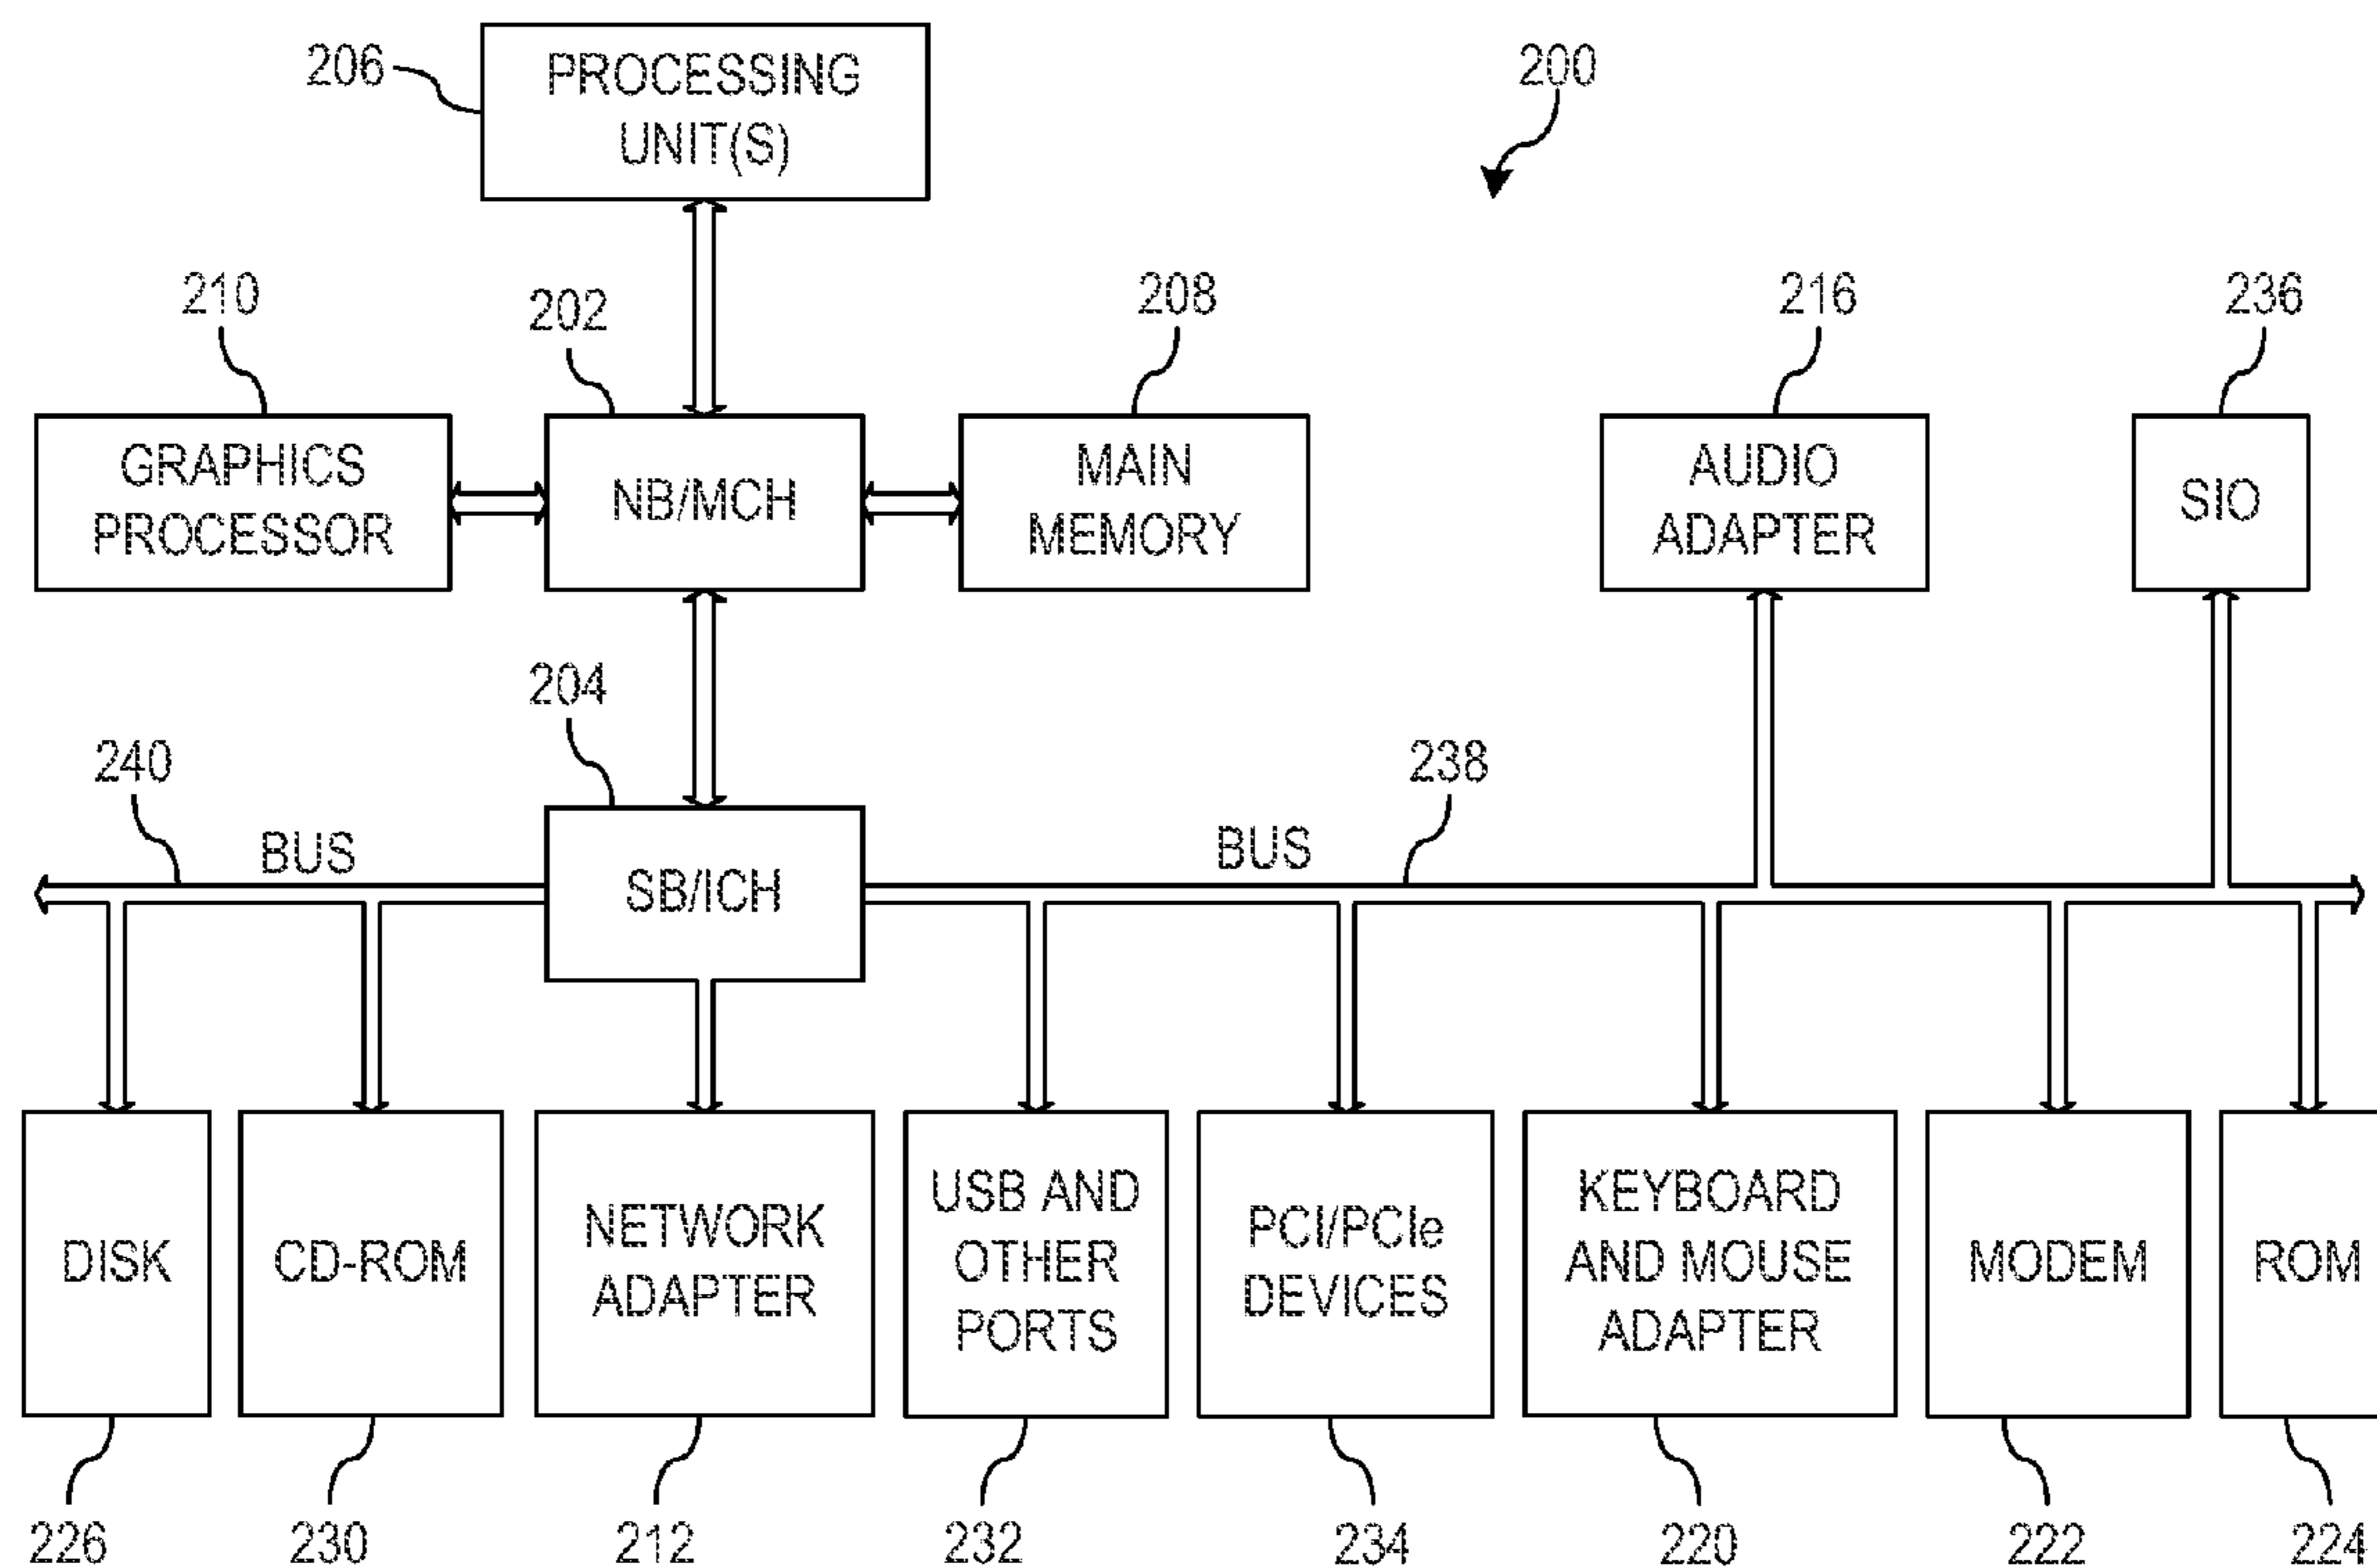 206
PROCESSING
UNIT(S)
200
210
202
208
216
236
GRAPHICS
PROCESSOR
NB/MCH
MAIN
MEMORY
AUDIO
ADAPTER
SIO
204
240
238
BUS
BUS
SB/ICH
DISK
CD-ROM
NETWORK
ADAPTER
USB AND
OTHER
PORTS
PCI/PCIe
DEVICES
KEYBOARD
AND MOUSE
ADAPTER
MODEM
ROM
226
230
212
232
234
220
222
224